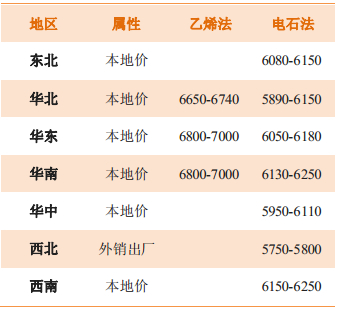 地区 属性 乙烯法 电石法
东北 本地价 6080-6150
华北 本地价 6650-6740 5890-6150
华东 本地价 6800-7000 6050-6180
华南 本地价 6800-7000 6130-6250
华中 本地价 5950-6110
西北 外销出厂 5750-5800
西南 本地价 6150-6250